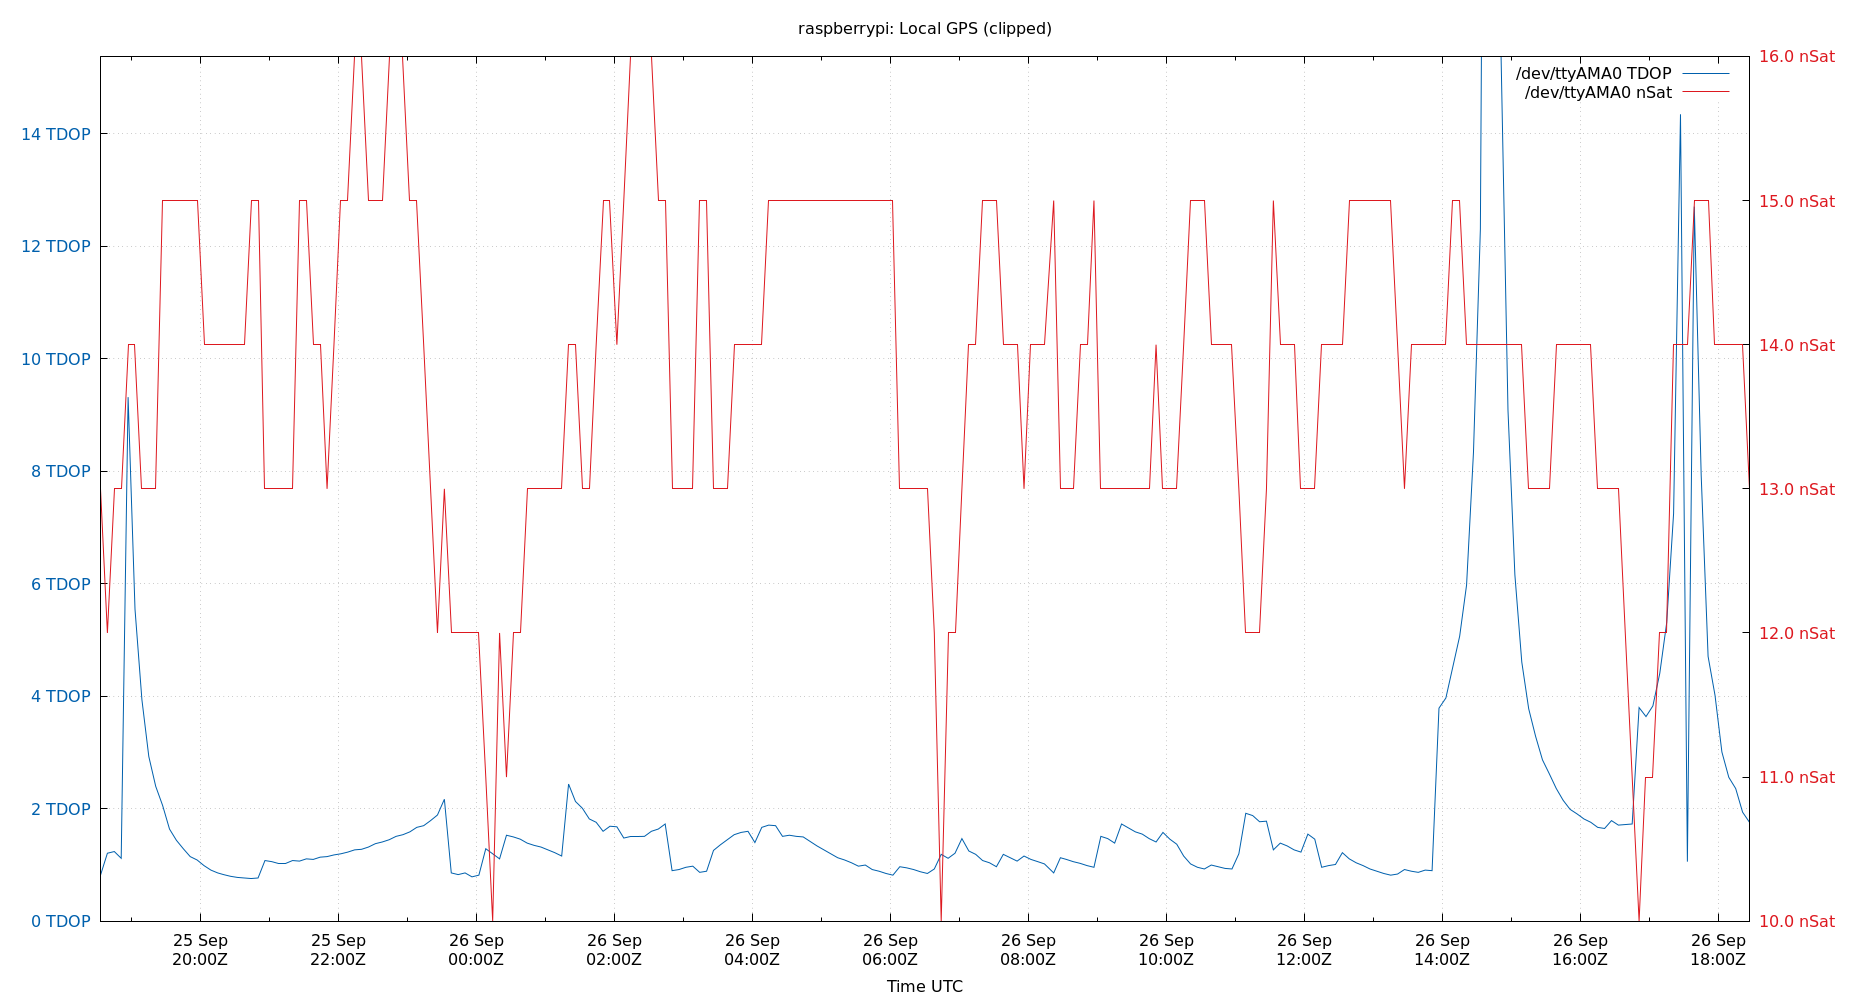 raspberrypi: Local GPS (clipped)
16.0 nSat
/dev/ttyAMA0 TDOP
/dev/ttyAMA0 nSat
14 TDOP
15.0 nSat
12 TDOP
14.0 nSat
10 TDOP
8 TDOP
13.0 nSat
6 TDOP
12.0 nSat
4 TDOP
11.0 nSat
2 TDOP
0 TDOP
10.0 nSat
25 Sep
20:00Z
25 Sep
22:00Z
26 Sep
00:00Z
26 Sep
02:00Z
26 Sep
04:00Z
26 Sep
06:00Z
26 Sep
08:00Z
26 Sep
10:00Z
26 Sep
12:00Z
26 Sep
14:00Z
26 Sep
16:00Z
26 Sep
18:00Z
Time UTC